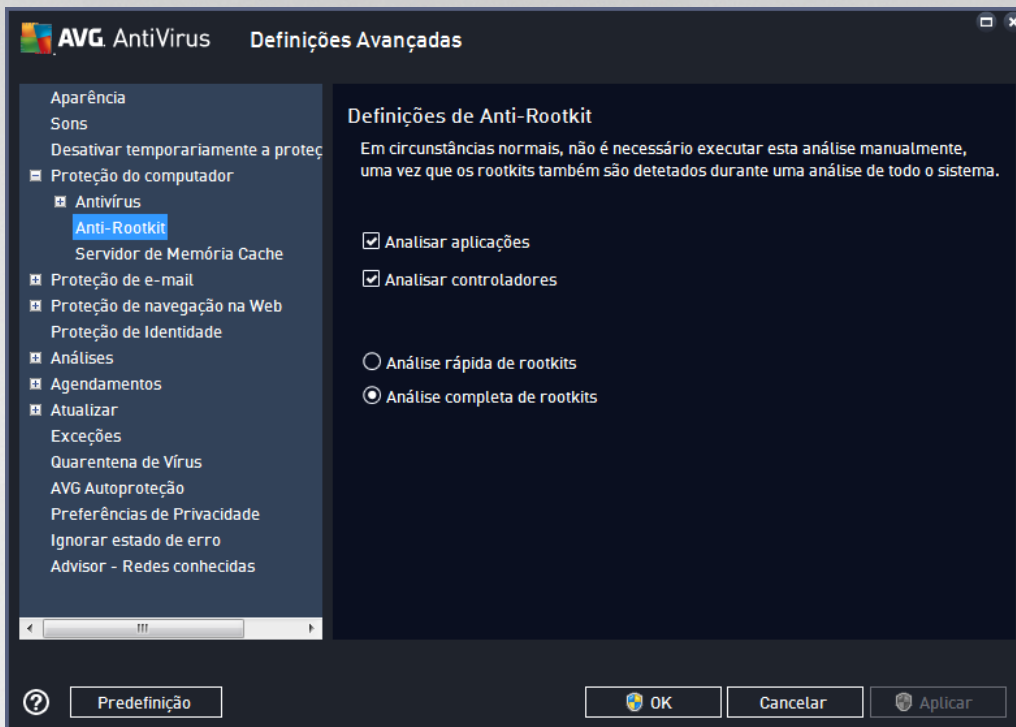 AVG. AntiVirus
Definições Avançadas
Aparência
Sons
Desativar temporariamente a proteç
Proteção do computador
Antivírus
Anti-Rootkit
Servidor de Memória Cache
Proteção de e-mail
Proteção de navegação na Web
Proteção de Identidade
Análises
Agendamentos
Atualizar
Exceções
Quarentena de Vírus
AVG Autoproteção
Preferências de Privacidade
Ignorar estado de erro
Advisor - Redes conhecidas
Definições de Anti-Rootkit
Em circunstâncias normais, não é necessário executar esta análise manualmente,
uma vez que os rootkits também são detetados durante uma análise de todo o sistema.
Analisar aplicações
Analisar controladores
Análise rápida de rootkits
Análise completa de rootkits
?
Predefinição
OK
Cancelar
Aplicar